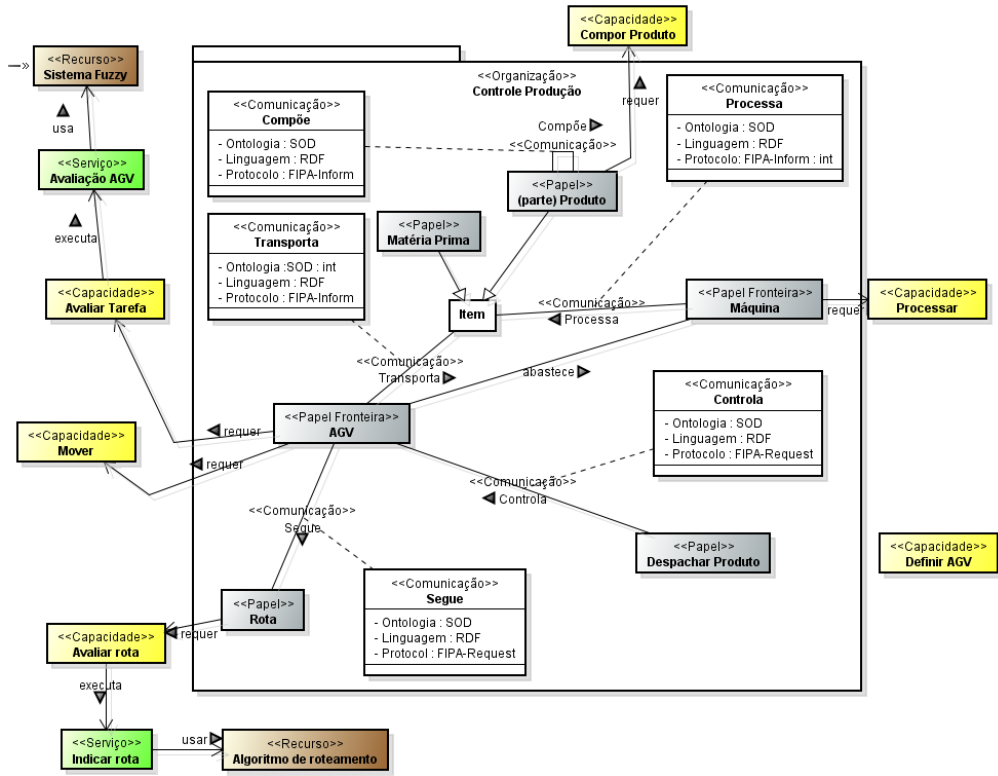 <<Capacidade>>
Compor Produto
<<Recurso>>
Sistema Fuzzy
usa
<<Serviço>>
Avaliação AGV
executa
<<Capacidade>>
Avaliar Tarefa
<<Capacidade>>
Mover
requer
requer
<<Organização>>
Controle Produção
requer
<<Comunicação>>
Compõe
- Ontologia : SOD
- Linguagem : RDF
- Protocolo : FIPA-Inform
Compõe
<<Comunicação>>
<<Comunicação>>
Processa
- Ontologia : SOD
- Linguagem : RDF
- Protocolo: FIPA-Inform : int
<<Papel>>
(parte) Produto
<<Papel>>
Matéria Prima
<<Comunicação>>
Transporta
- Ontologia :SOD : int
- Linguagem : RDF
- Protocolo : FIPA-Inform
Item
<<Comunicação>>
Processa
<<Papel Fronteira>>
Máquina
requer
<<Capacidade>>
Processar
<<Comunicação>>
Transporta
abastece
<<Papel Fronteira>>
AGV
<<Comunicação>>
Controla
- Ontologia : SOD
- Linguagem : RDF
- Protocolo : FIPA-Request
<<Comunicação>>
Controla
<<Comunicação>>
Segue
<<Papel>>
Despachar Produto
<<Capacidade>>
Definir AGV
<<Comunicação>>
Segue
- Ontologia : SOD
- Linguagem : RDF
- Protocol : FIPA-Request
<<Papel>>
Rota
requer
<<Capacidade>>
Avaliar rota
executa
<<Serviço>>
Indicar rota
usar
<<Recurso>>
Algoritmo de roteamento